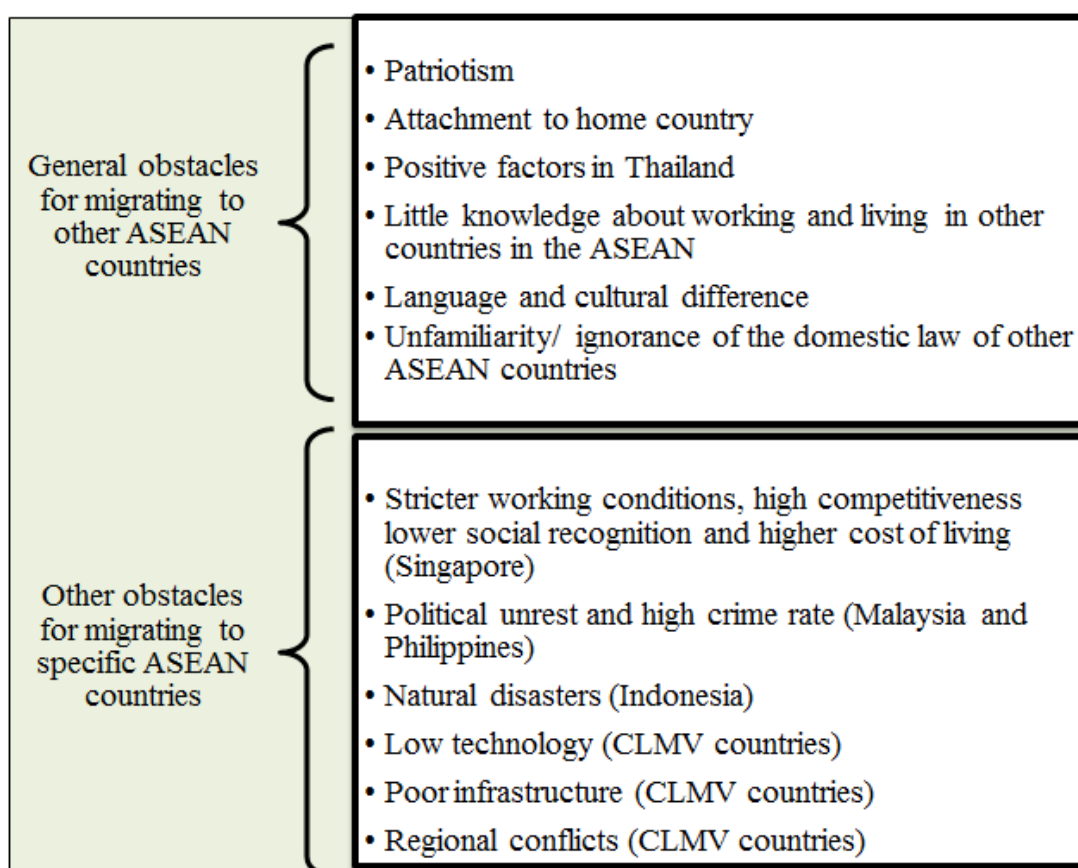 General obstacles
for migrating to
other ASEAN
countries
• Patriotism
• Attachment to home country
• Positive factors in Thailand
• Little knowledge about working and living in other
countries in the ASEAN
• Language and cultural difference
• Unfamiliarity/ ignorance of the domestic law of other
ASEAN countries
Other obstacles
for migrating to
specific ASEAN
countries
• Stricter working conditions, high competitiveness
lower social recognition and higher cost of living
(Singapore)
• Political unrest and high crime rate (Malaysia and
Philippines)
• Natural disasters (Indonesia)
• Low technology (CLMV countries)
• Poor infrastructure (CLMV countries)
• Regional conflicts (CLMV countries)